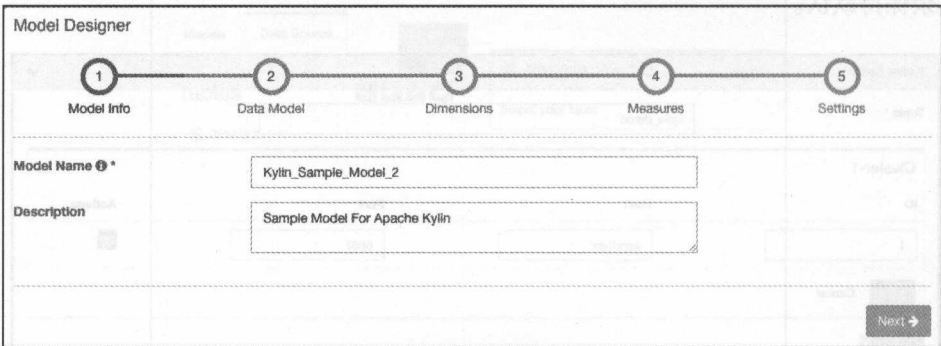 Model Designer
1 2 3 4 5
Model Info Data Model Dimensions Measures Settings
Model Name * Kylin_Sample_Model_2
Description Sample Model For Apache Kylin
Next →